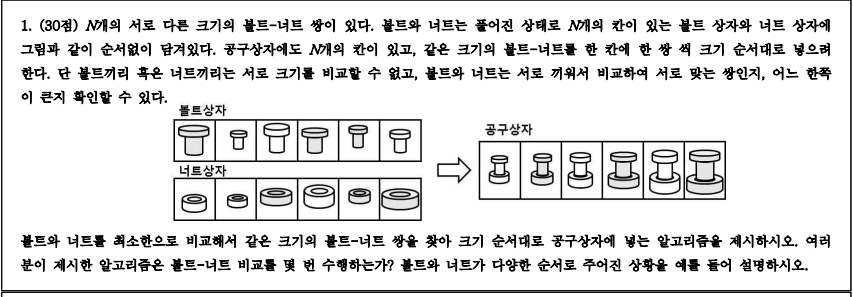 1. (30점) N개의 서로 다른 크기의 볼트-너트 쌍이 있다. 볼트와 너트는 풀어진 상태로 N개의 칸이 있는 볼트 상자와 너트 상자에
그림과 같이 순서없이 담겨있다. 공구상자에도 N개의 칸이 있고, 같은 크기의 볼트-너트를 한 칸에 한 쌍 씩 크기 순서대로 넣으려
한다. 단 볼트끼리 혹은 너트끼리는 서로 크기를 비교할 수 없고, 볼트와 너트는 서로 끼워서 비교하여 서로 맞는 쌍인지, 어느 한쪽
이 큰지 확인할 수 있다.
볼트상자
공구상자
너트상자
볼트와 너트를 최소한으로 비교해서 같은 크기의 볼트-너트 쌍을 찾아 크기 순서대로 공구상자에 넣는 알고리즘을 제시하시오. 여러
분이 제시한 알고리즘은 볼트-너트 비교를 몇 번 수행하는가? 볼트와 너트가 다양한 순서로 주어진 상황을 예를 들어 설명하시오.